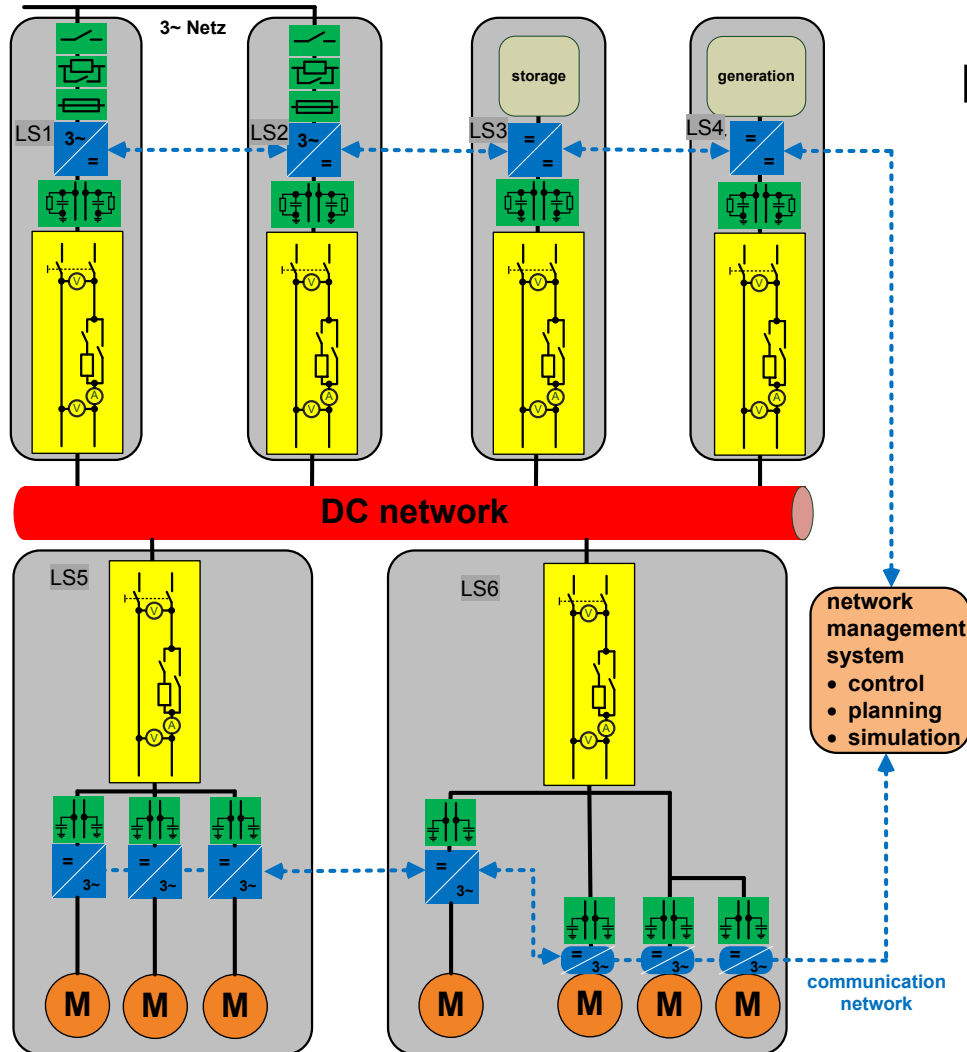 3~ Netz
storage
generation
LS1
LS2
LS3
LS4
3~
=
3~
=
=
=
=
=
V
V
V
V
A
A
A
A
V
V
V
V
DC network
LS5
LS6
V
V
A
V
A
V
network
management
system
• control
• planning
• simulation
=
3~
=
3~
=
3~
=
3~
=
3~
=
3~
=
3~
communication
network
M
M
M
M
M
M
M